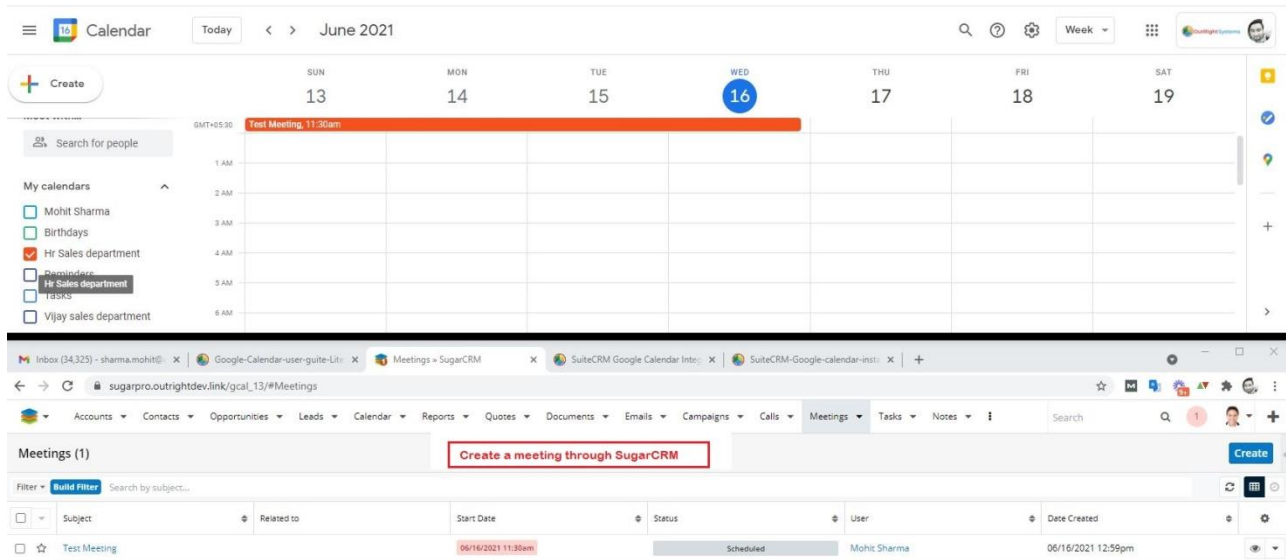 16 Calendar Today June 2021 Week OutRight Systems
Create
SUN MON TUE WED THU FRI SAT
13 14 15 16 17 18 19
GMT+05:30 Test Meeting, 11:30am
Search for people
1 AM
My calendars
2 AM
Mohit Sharma
3 AM
Birthdays
Hr Sales department
4 AM
Reminders
Hr Sales department
5 AM
Tasks
Vijay sales department
6 AM
Inbox (34,325) - sharma.mohit@ Google-Calendar-user-guite-Lite Meetings » SugarCRM SuiteCRM Google Calendar Integ SuiteCRM-Google-calendar-insta
sugarpro.outrightdev.link/gcal_13/#Meetings
Accounts Contacts Opportunities Leads Calendar Reports Quotes Documents Emails Campaigns Calls Meetings Tasks Notes Search 1
Meetings (1) Create a meeting through SugarCRM Create
Filter Build Filter Search by subject...
Subject Related to Start Date Status User Date Created
Test Meeting 06/16/2021 11:30am Scheduled Mohit Sharma 06/16/2021 12:59pm